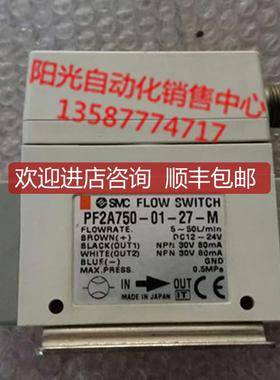 阳光自动化销售中心
13587774717
欢迎进店咨询 顺丰包邮
SMC FLOW SWITCH
PF2A750-01-27-M
FLOWRATE. 5~50L/min
BROWN(+) DC12-24V
BLACK(OUT1) NPN 30V 80mA
WHITE(OUT2) NPN 30V 80mA
BLUE(-) GND
MAX.PRESS. 0.5MPa
IN OUT
MADE IN JAPAN IT